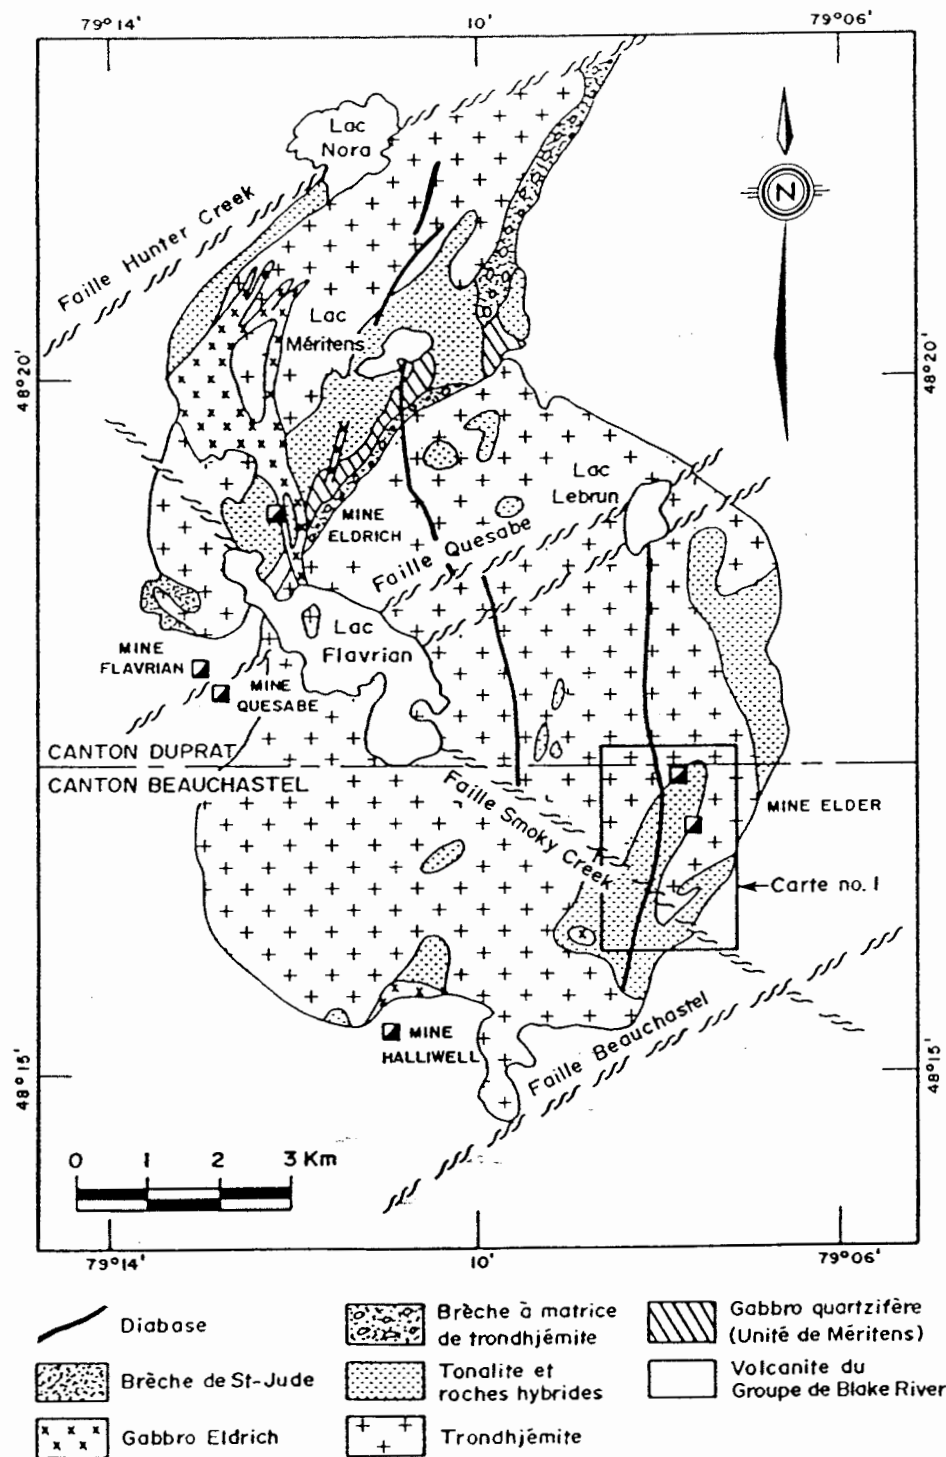 79°14'
10'
79°06'
Lac
Nora
N
Faille Hunter Creek
Lac
Méritens
48°20'
48°20'
Lac
Lebrun
MINE
ELDRICH
Faille Quesabe
Lac
Flavrian
MINE
FLAVRIAN
MINE
QUESABE
CANTON DUPRAT
CANTON BEAUCHASTEL
Faille Smoky Creek
MINE ELDER
Carte no. 1
MINE
HALLIWELL
Faille Beauchastel
48°15'
48°15'
0 1 2 3 Km
79°14'
10'
79°06'
Diabase
Brèche à matrice
de trondhjémite
Gabbro quartzifère
(Unité de Méritens)
Brèche de St-Jude
Tonalite et
roches hybrides
Volcanite du
Groupe de Blake River
Gabbro Eldrich
Trondhjémite